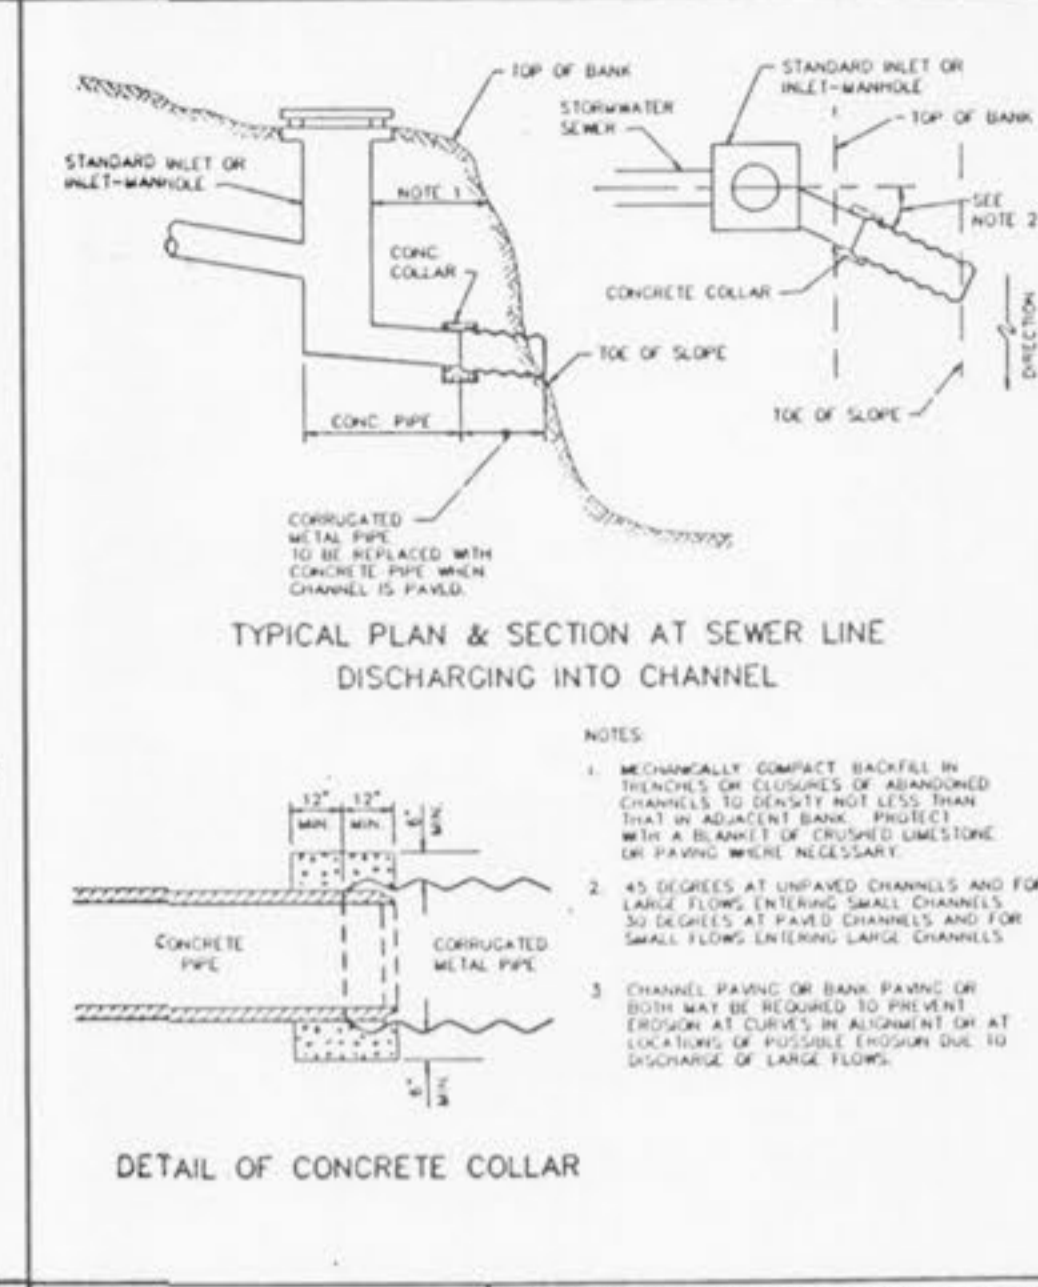 TOP OF BANK
STANDARD INLET OR
INLET-MANHOLE
NOTE 1
CONC.
COLLAR
TOE OF SLOPE
CONC. PIPE
CORRUGATED
METAL PIPE
TO BE REPLACED WITH
CONCRETE PIPE WHEN
CHANNEL IS PAVED.
STORMWATER
SEWER
STANDARD INLET OR
INLET-MANHOLE
TOP OF BANK
SEE
NOTE 2
CONCRETE COLLAR
DIRECTION
TOE OF SLOPE
TYPICAL PLAN & SECTION AT SEWER LINE
DISCHARGING INTO CHANNEL
12" 12"
MIN. MIN.
6"
MIN.
CONCRETE
PIPE
CORRUGATED
METAL PIPE
6"
MIN.
DETAIL OF CONCRETE COLLAR
NOTES:
1. MECHANICALLY COMPACT BACKFILL IN
TRENCHES OR CLOSURES OF ABANDONED
CHANNELS TO DENSITY NOT LESS THAN
THAT IN ADJACENT BANK. PROTECT
WITH A BLANKET OF CRUSHED LIMESTONE
OR PAVING WHERE NECESSARY.
2. 45 DEGREES AT UNPAVED CHANNELS AND FOR
LARGE FLOWS ENTERING SMALL CHANNELS
30 DEGREES AT PAVED CHANNELS AND FOR
SMALL FLOWS ENTERING LARGE CHANNELS
3. CHANNEL PAVING OR BANK PAVING OR
BOTH MAY BE REQUIRED TO PREVENT
EROSION AT CURVES IN ALIGNMENT OR AT
LOCATIONS OF POSSIBLE EROSION DUE TO
DISCHARGE OF LARGE FLOWS.